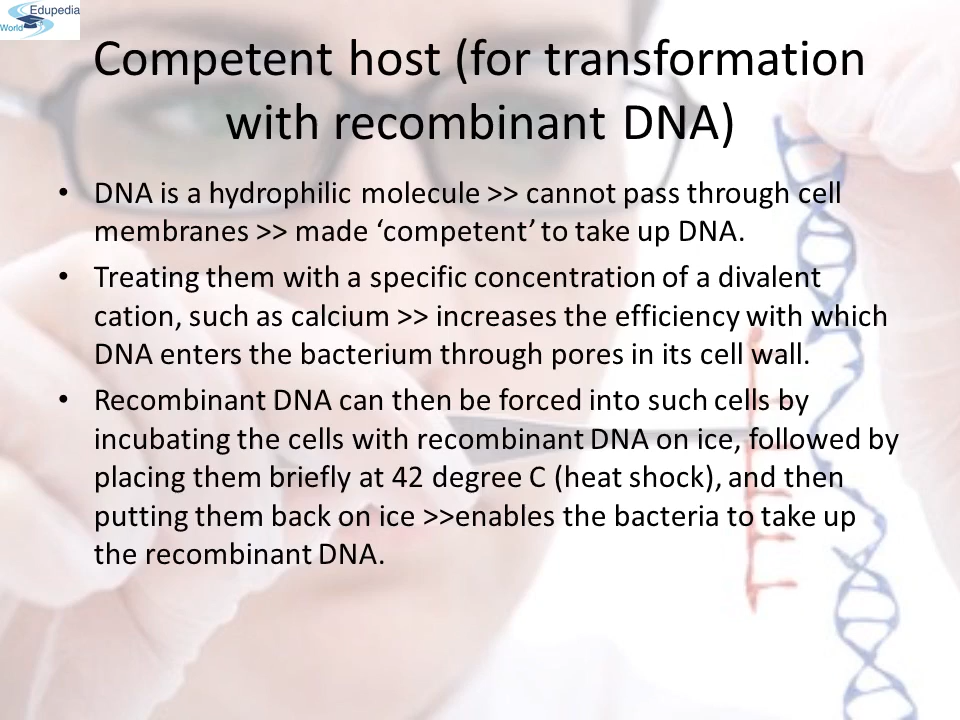 Edupedia
World
Competent host (for transformation
with recombinant DNA)
• DNA is a hydrophilic molecule >> cannot pass through cell
membranes >> made ‘competent’ to take up DNA.
• Treating them with a specific concentration of a divalent
cation, such as calcium >> increases the efficiency with which
DNA enters the bacterium through pores in its cell wall.
• Recombinant DNA can then be forced into such cells by
incubating the cells with recombinant DNA on ice, followed by
placing them briefly at 42 degree C (heat shock), and then
putting them back on ice >>enables the bacteria to take up
the recombinant DNA.